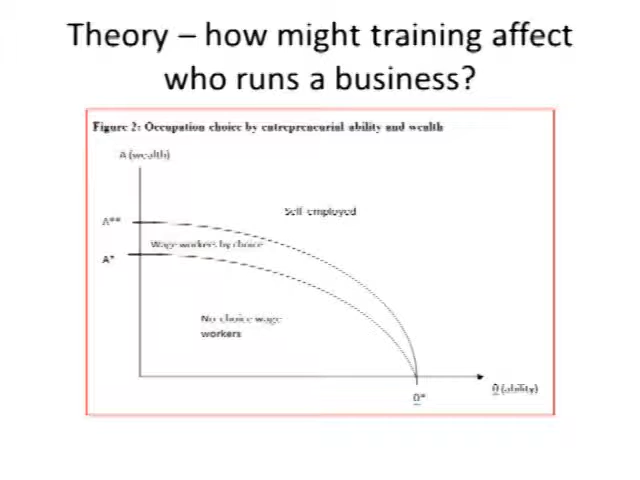 Theory – how might training affect
who runs a business?
Figure 2: Occupation choice by entrepreneurial ability and wealth
A (wealth)
Self-employed
A**
Wage workers by choice
A*
No-choice wage
workers
θ (ability)
θ*